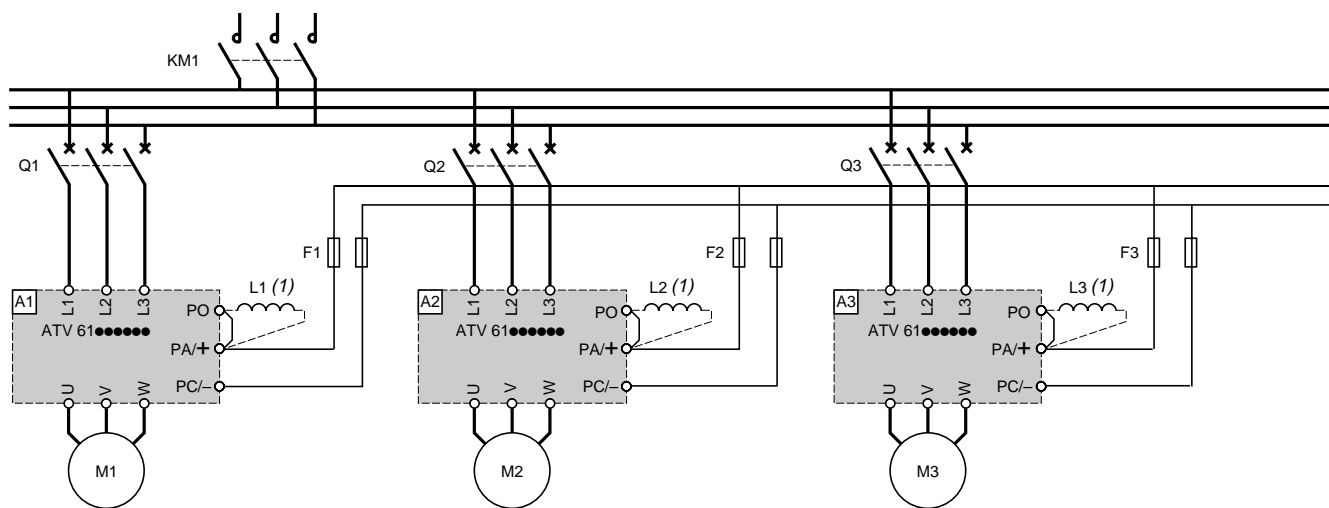 KM1
Q1
Q2
Q3
F1
F2
F3
A1
L1
L2
L3
L1 (1)
PO
ATV 61●●●●●●
PA/+
PC/–
U
V
W
M1
A2
L1
L2
L3
L2 (1)
PO
ATV 61●●●●●●
PA/+
PC/–
U
V
W
M2
A3
L1
L2
L3
L3 (1)
PO
ATV 61●●●●●●
PA/+
PC/–
U
V
W
M3